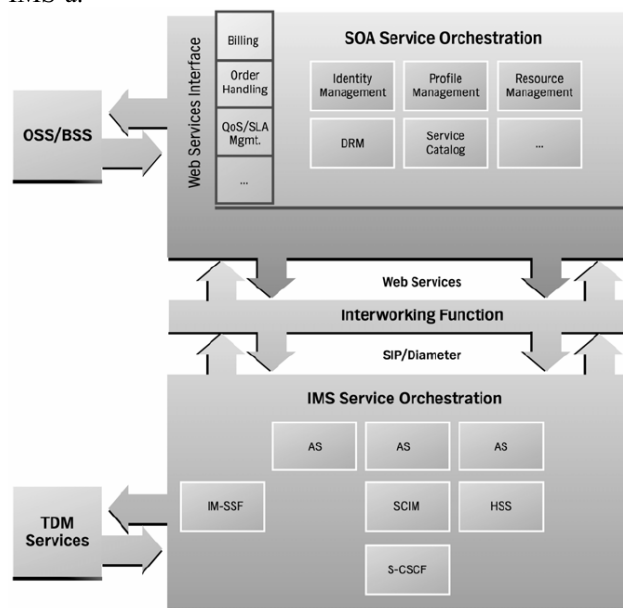 IMS-a.
SOA Service Orchestration
Web Services Interface
Billing
Order
Handling
QoS/SLA
Mgmt.
...
Identity
Management
Profile
Management
Resource
Management
DRM
Service
Catalog
...
OSS/BSS
Web Services
Interworking Function
SIP/Diameter
IMS Service Orchestration
AS
AS
AS
IM-SSF
SCIM
HSS
S-CSCF
TDM
Services